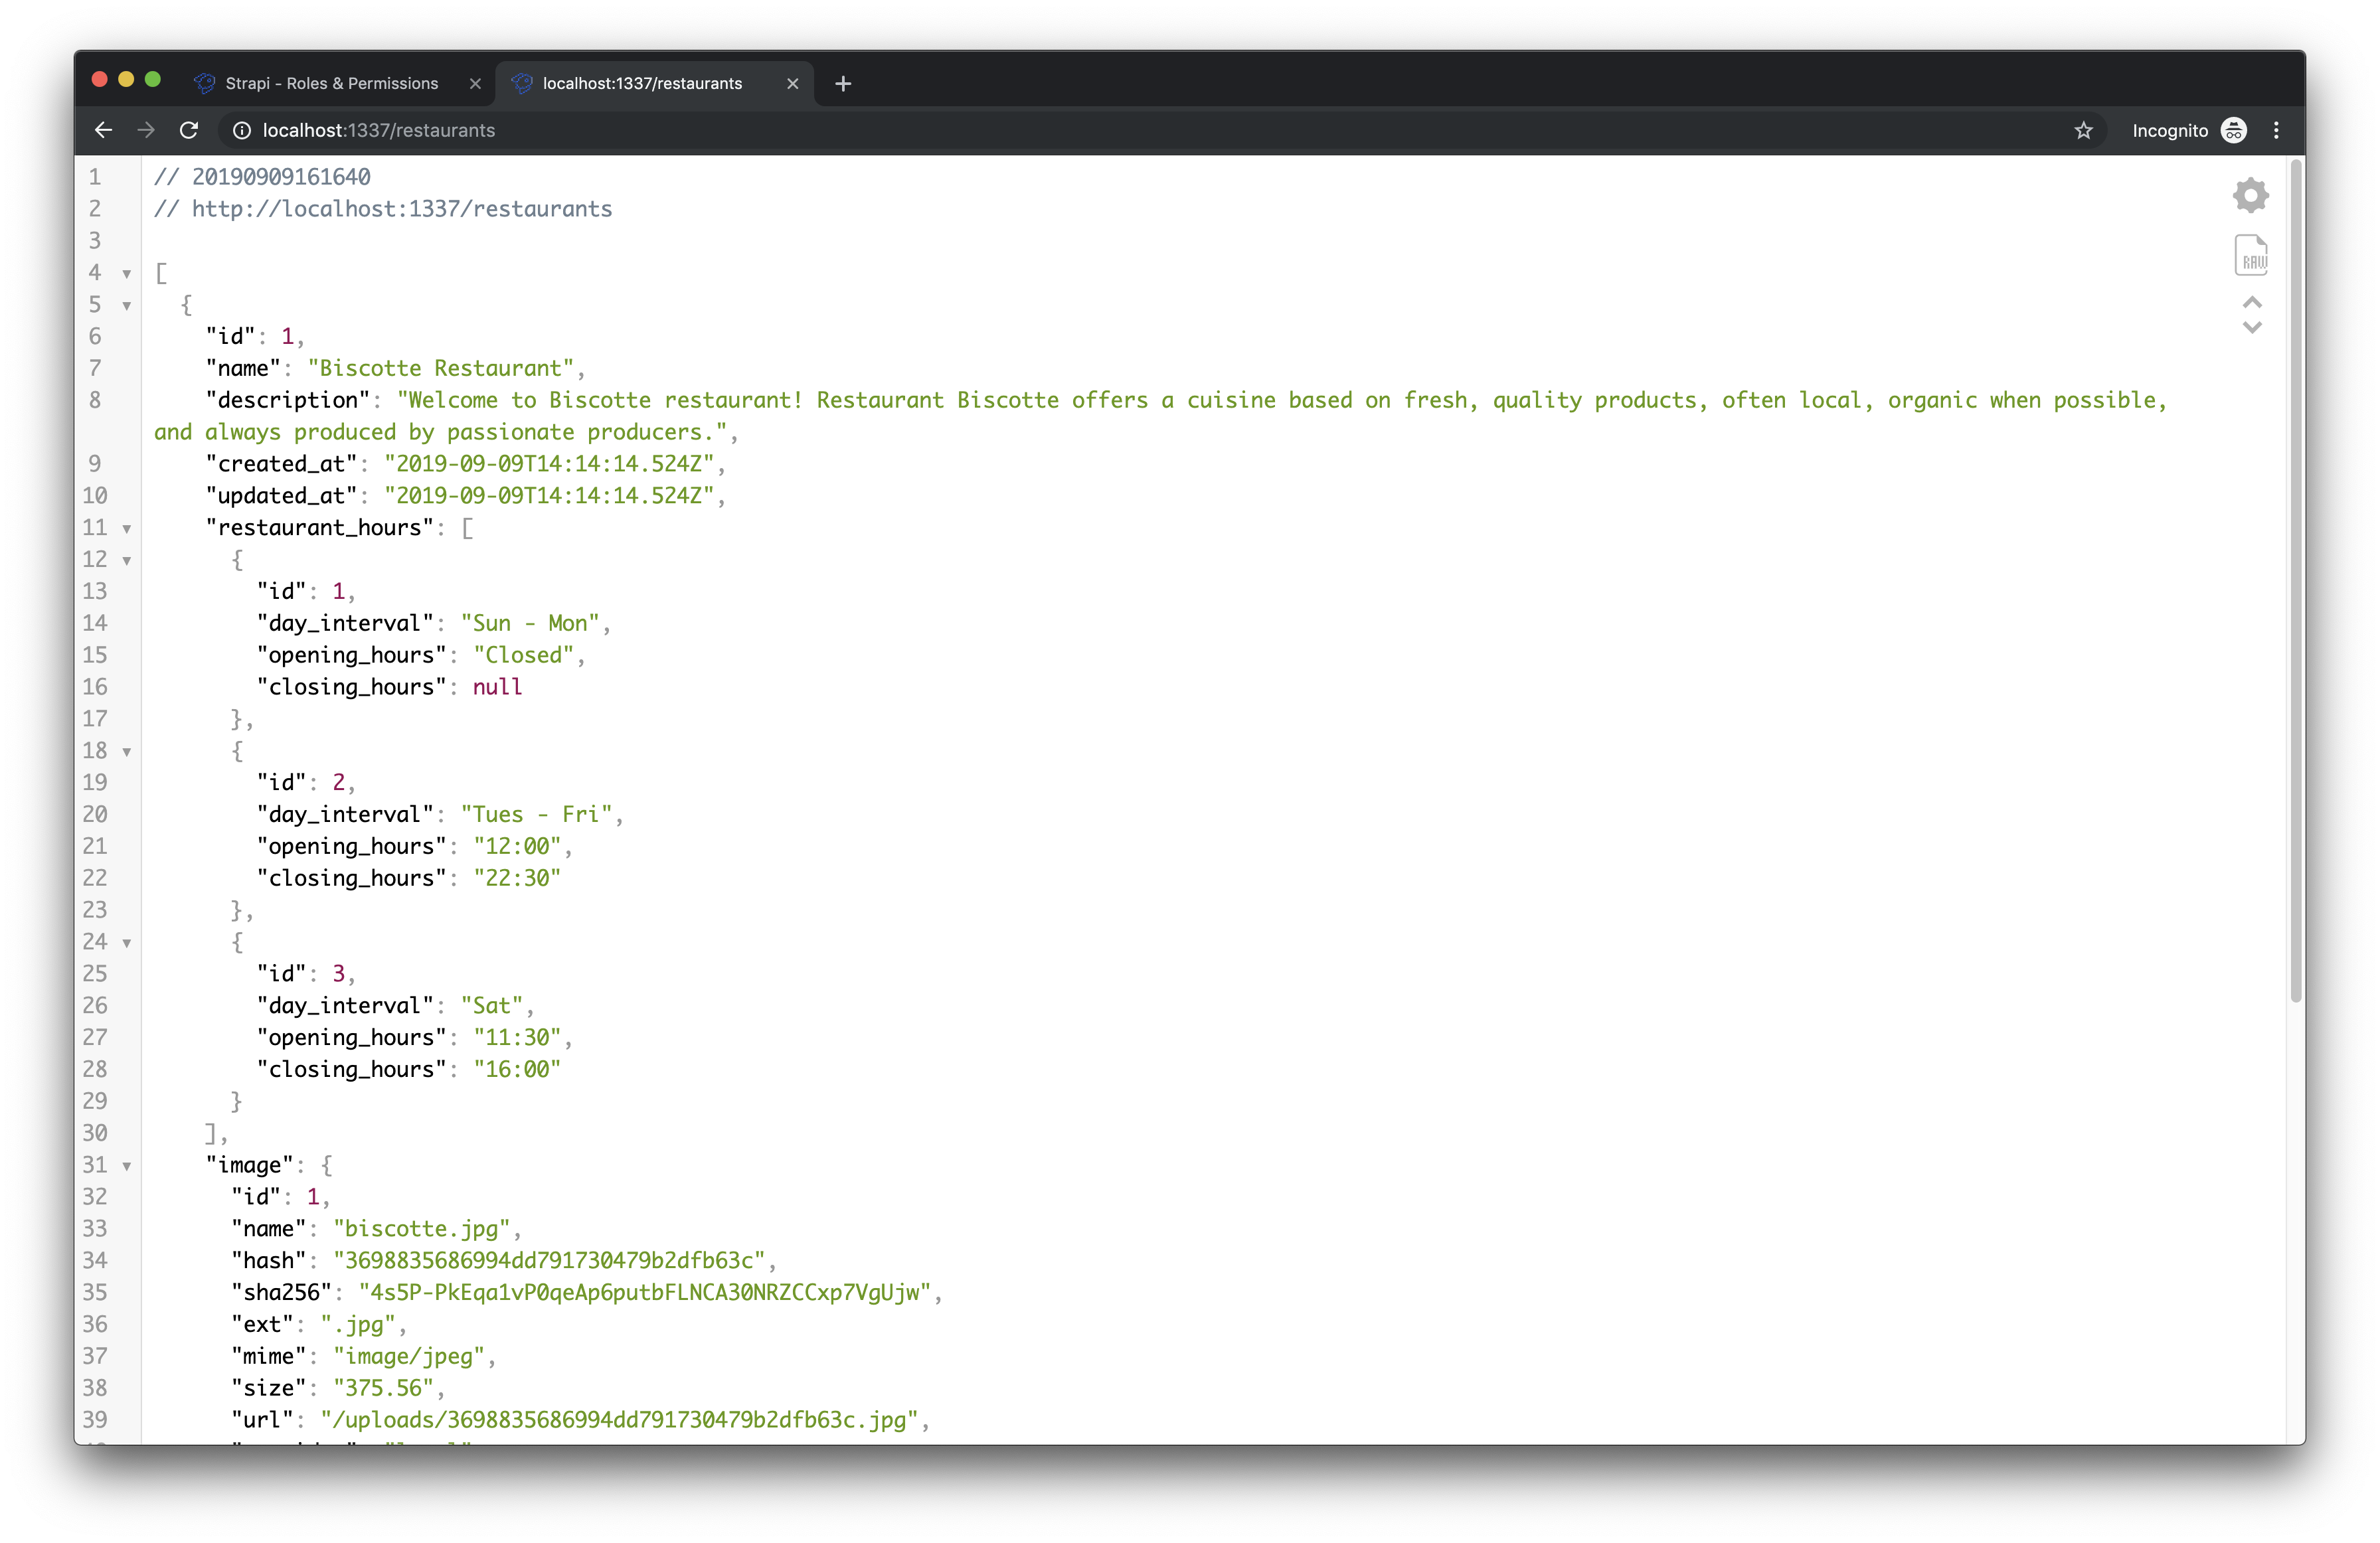 Strapi - Roles & Permissions
localhost:1337/restaurants
localhost:1337/restaurants
Incognito
1 // 20190909161640
2 // http://localhost:1337/restaurants
3
4 [
5 {
6 "id": 1,
7 "name": "Biscotte Restaurant",
8 "description": "Welcome to Biscotte restaurant! Restaurant Biscotte offers a cuisine based on fresh, quality products, often local, organic when possible,
and always produced by passionate producers.",
9 "created_at": "2019-09-09T14:14:14.524Z",
10 "updated_at": "2019-09-09T14:14:14.524Z",
11 "restaurant_hours": [
12 {
13 "id": 1,
14 "day_interval": "Sun - Mon",
15 "opening_hours": "Closed",
16 "closing_hours": null
17 },
18 {
19 "id": 2,
20 "day_interval": "Tues - Fri",
21 "opening_hours": "12:00",
22 "closing_hours": "22:30"
23 },
24 {
25 "id": 3,
26 "day_interval": "Sat",
27 "opening_hours": "11:30",
28 "closing_hours": "16:00"
29 }
30 ],
31 "image": {
32 "id": 1,
33 "name": "biscotte.jpg",
34 "hash": "3698835686994dd791730479b2dfb63c",
35 "sha256": "4s5P-PkEqa1vP0qeAp6putbFLNCA30NRZCCxp7VgUjw",
36 "ext": ".jpg",
37 "mime": "image/jpeg",
38 "size": "375.56",
39 "url": "/uploads/3698835686994dd791730479b2dfb63c.jpg",
RAW